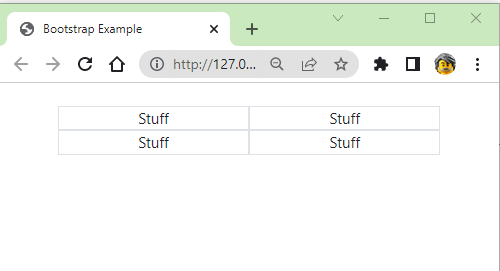 Bootstrap Example
http://127.0...
Stuff Stuff
Stuff Stuff